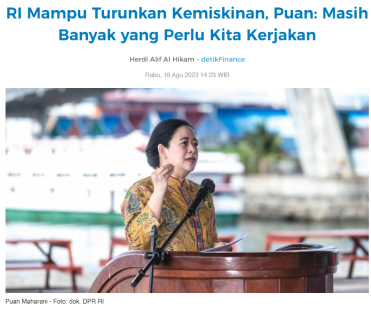 RI Mampu Turunkan Kemiskinan, Puan: Masih
Banyak yang Perlu Kita Kerjakan
Herdi Alif Al Hikam - detikFinance
Rabu, 16 Agu 2023 14:23 WIB
Puan Maharani - Foto: dok. DPR RI